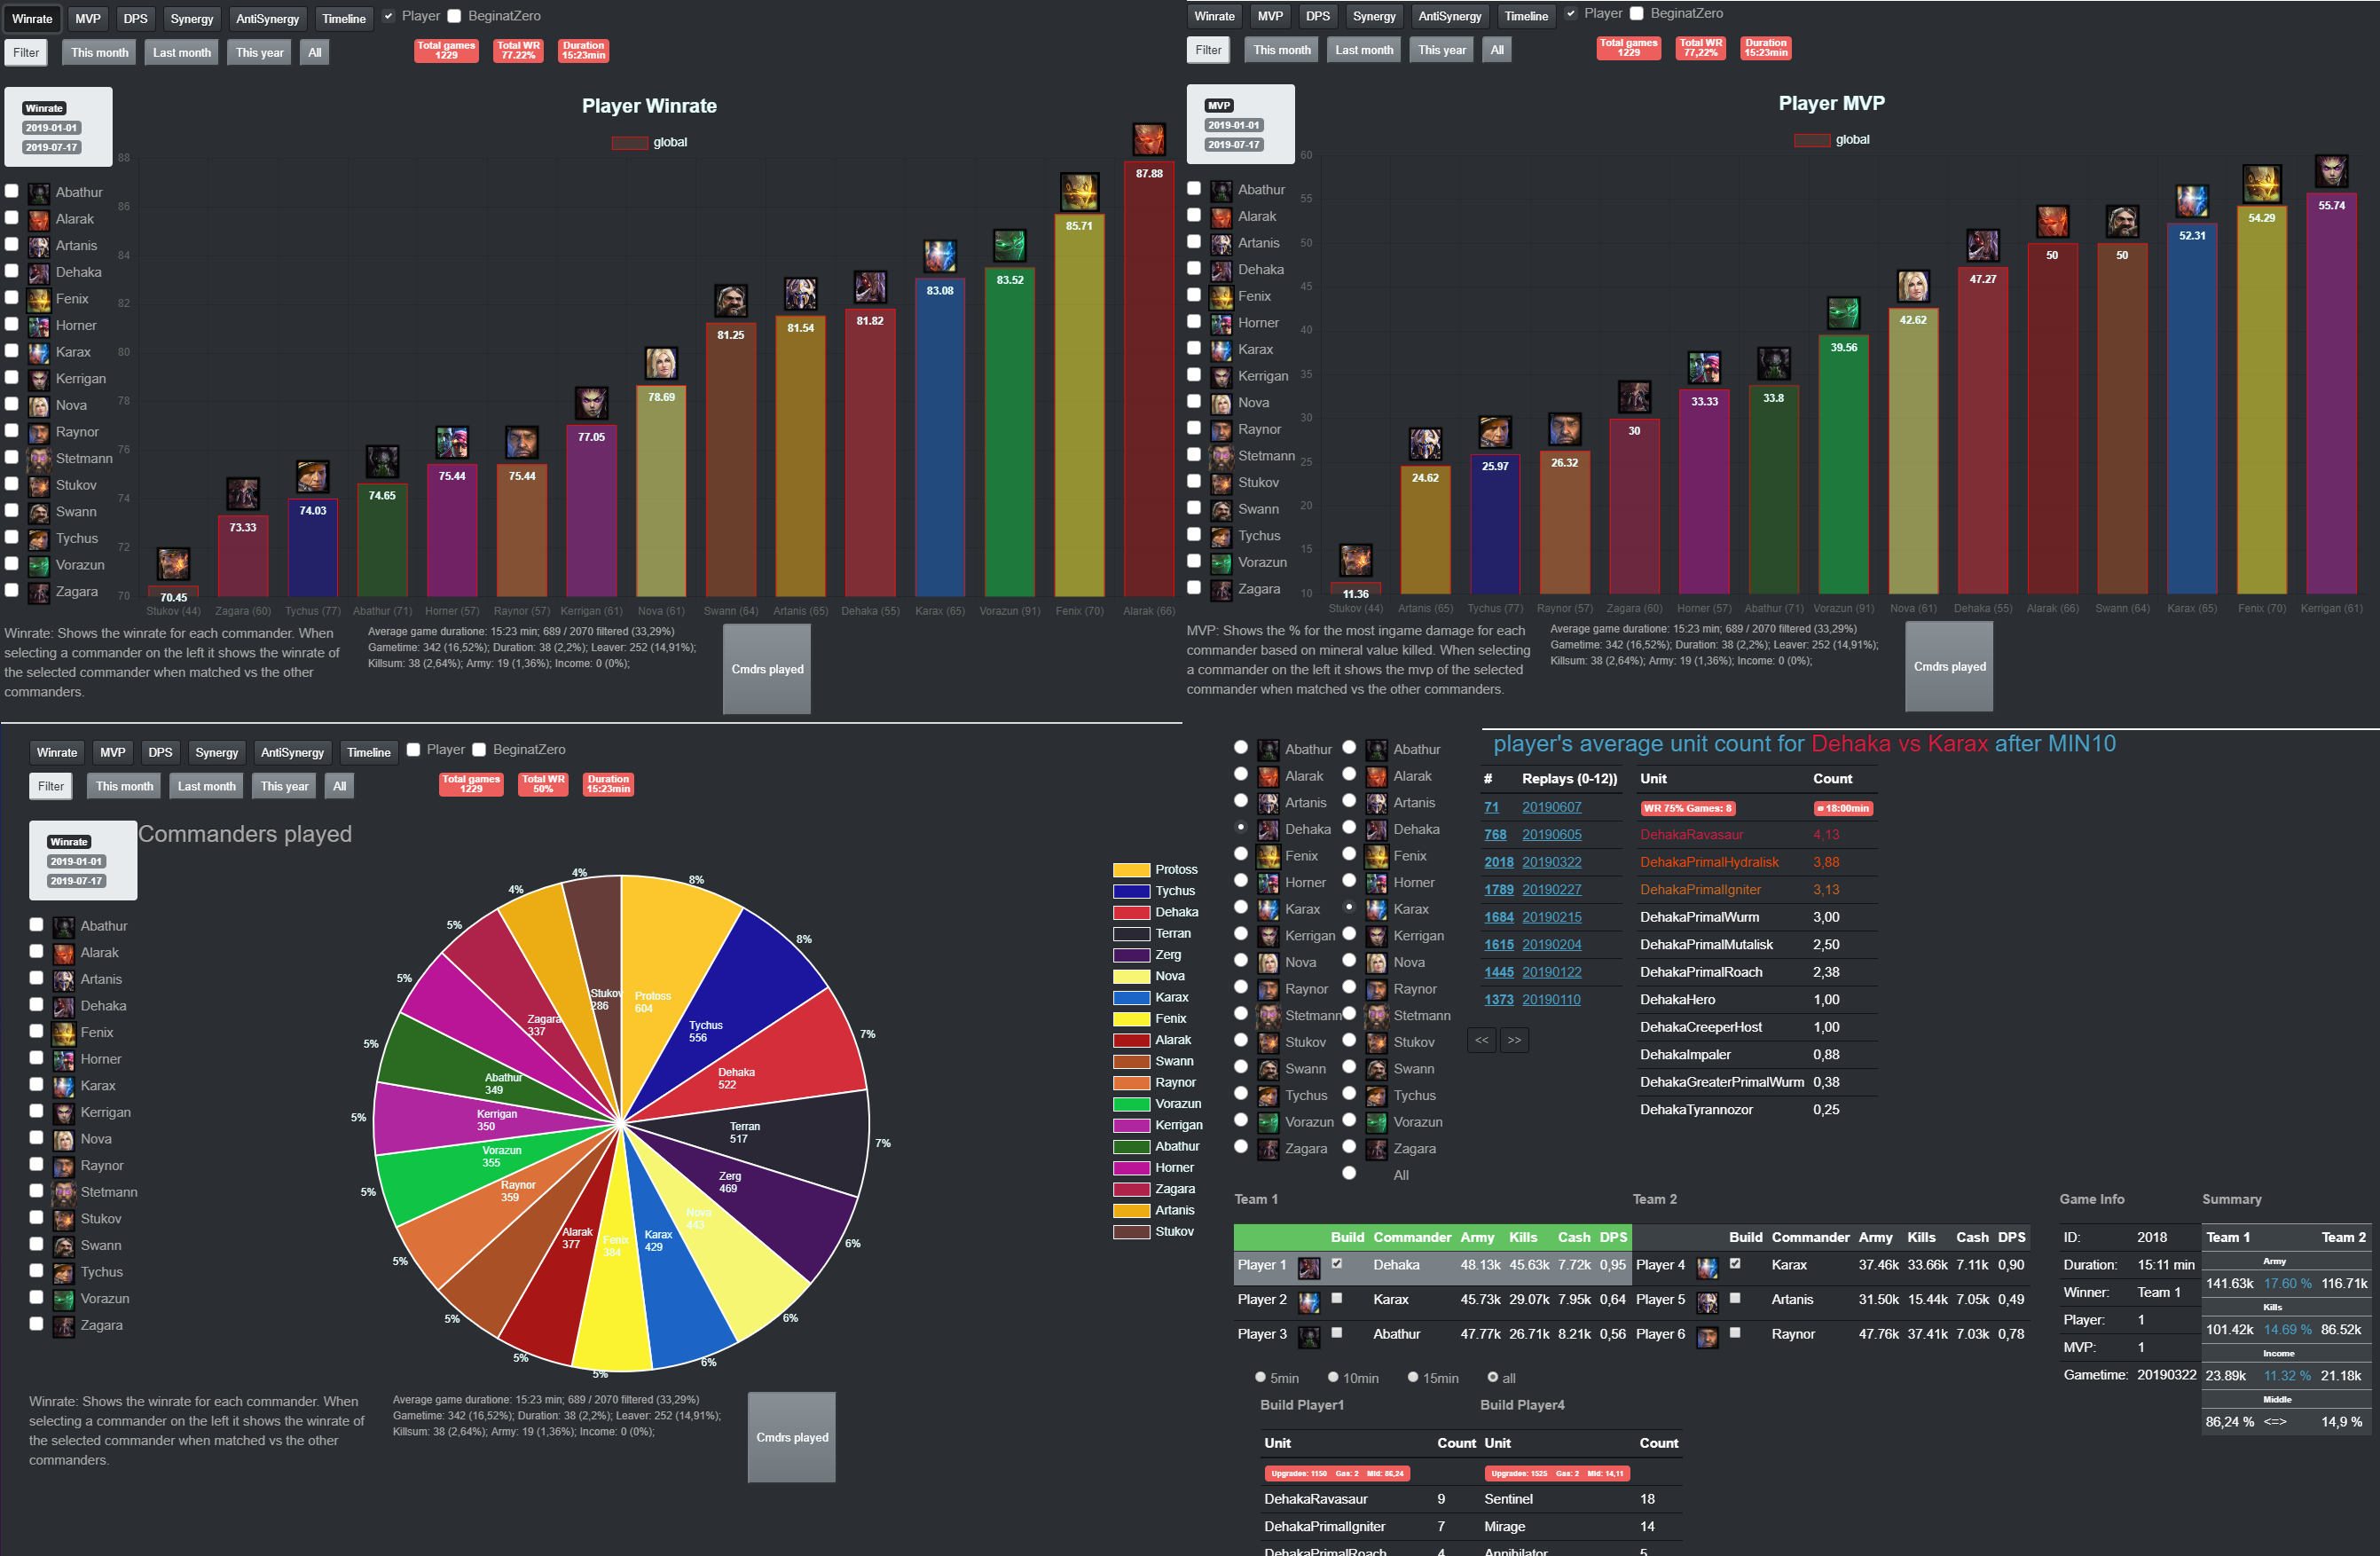 Winrate MVP DPS Synergy AntiSynergy Timeline Player BeginatZero
Filter This month Last month This year All
Total games 1229
Total WR 77.22%
Duration 15:23min
Winrate
2019-01-01
2019-07-17
Player Winrate
global
Abathur
Alarak
Artanis
Dehaka
Fenix
Horner
Karax
Kerrigan
Nova
Raynor
Stetmann
Stukov
Swann
Tychus
Vorazun
Zagara
88
86
84
82
80
78
76
74
72
70
70.45 73.33 74.03 74.65 75.44 75.44 77.05 78.69 81.25 81.54 81.82 83.08 83.52 85.71 87.88
Stukov (44) Zagara (60) Tychus (77) Abathur (71) Horner (57) Raynor (57) Kerrigan (61) Nova (61) Swann (64) Artanis (65) Dehaka (55) Karax (65) Vorazun (91) Fenix (70) Alarak (66)
Winrate: Shows the winrate for each commander. When
selecting a commander on the left it shows the winrate of
the selected commander when matched vs the other
commanders.
Average game duratione: 15:23 min; 689 / 2070 filtered (33,29%)
Gametime: 342 (16,52%); Duration: 38 (2,2%); Leaver: 252 (14,91%);
Killsum: 38 (2,64%); Army: 19 (1,36%); Income: 0 (0%);
Cmdrs played
Winrate MVP DPS Synergy AntiSynergy Timeline Player BeginatZero
Filter This month Last month This year All
Total games 1229
Total WR 77,22%
Duration 15:23min
MVP
2019-01-01
2019-07-17
Player MVP
global
Abathur
Alarak
Artanis
Dehaka
Fenix
Horner
Karax
Kerrigan
Nova
Raynor
Stetmann
Stukov
Swann
Tychus
Vorazun
Zagara
60
55
50
45
40
35
30
25
20
15
10
11.36 24.62 25.97 26.32 30 33.33 33.8 39.56 42.62 47.27 50 50 52.31 54.29 55.74
Stukov (44) Artanis (65) Tychus (77) Raynor (57) Zagara (60) Horner (57) Abathur (71) Vorazun (91) Nova (61) Dehaka (55) Alarak (66) Swann (64) Karax (65) Fenix (70) Kerrigan (61)
MVP: Shows the % for the most ingame damage for each
commander based on mineral value killed. When selecting
a commander on the left it shows the mvp of the selected
commander when matched vs the other commanders.
Average game duratione: 15:23 min; 689 / 2070 filtered (33,29%)
Gametime: 342 (16,52%); Duration: 38 (2,2%); Leaver: 252 (14,91%);
Killsum: 38 (2,64%); Army: 19 (1,36%); Income: 0 (0%);
Cmdrs played
Winrate MVP DPS Synergy AntiSynergy Timeline Player BeginatZero
Filter This month Last month This year All
Total games 1229
Total WR 50%
Duration 15:23min
Winrate
2019-01-01
2019-07-17
Commanders played
Abathur
Alarak
Artanis
Dehaka
Fenix
Horner
Karax
Kerrigan
Nova
Raynor
Stetmann
Stukov
Swann
Tychus
Vorazun
Zagara
8% 8% 7% 7% 6% 6% 6% 5% 5% 5% 5% 5% 5% 5% 5% 5% 4% 4%
Protoss 604
Tychus 556
Dehaka 522
Terran 517
Zerg 469
Nova 443
Karax 429
Fenix 384
Alarak 377
Raynor 359
Vorazun 355
Kerrigan 350
Abathur 349
Zagara 337
Stukov 286
Protoss
Tychus
Dehaka
Terran
Zerg
Nova
Karax
Fenix
Alarak
Swann
Raynor
Vorazun
Kerrigan
Abathur
Horner
Zagara
Artanis
Stukov
Winrate: Shows the winrate for each commander. When
selecting a commander on the left it shows the winrate of
the selected commander when matched vs the other
commanders.
Average game duratione: 15:23 min; 689 / 2070 filtered (33,29%)
Gametime: 342 (16,52%); Duration: 38 (2,2%); Leaver: 252 (14,91%);
Killsum: 38 (2,64%); Army: 19 (1,36%); Income: 0 (0%);
Cmdrs played
Abathur Abathur
Alarak Alarak
Artanis Artanis
Dehaka Dehaka
Fenix Fenix
Horner Horner
Karax Karax
Kerrigan Kerrigan
Nova Nova
Raynor Raynor
Stetmann Stetmann
Stukov Stukov
Swann Swann
Tychus Tychus
Vorazun Vorazun
Zagara Zagara
All
player's average unit count for Dehaka vs Karax after MIN10
# Replays (0-12))
71 20190607
768 20190605
2018 20190322
1789 20190227
1684 20190215
1615 20190204
1445 20190122
1373 20190110
<< >>
Unit Count
WR 75% Games: 8 18:00min
DehakaRavasaur 4,13
DehakaPrimalHydralisk 3,88
DehakaPrimalIgniter 3,13
DehakaPrimalWurm 3,00
DehakaPrimalMutalisk 2,50
DehakaPrimalRoach 2,38
DehakaHero 1,00
DehakaCreeperHost 1,00
DehakaImpaler 0,88
DehakaGreaterPrimalWurm 0,38
DehakaTyrannozor 0,25
Team 1 Team 2
Build Commander Army Kills Cash DPS Build Commander Army Kills Cash DPS
Player 1 Dehaka 48.13k 45.63k 7.72k 0,95 Player 4 Karax 37.46k 33.66k 7.11k 0,90
Player 2 Karax 45.73k 29.07k 7.95k 0,64 Player 5 Artanis 31.50k 15.44k 7.05k 0,49
Player 3 Abathur 47.77k 26.71k 8.21k 0,56 Player 6 Raynor 47.76k 37.41k 7.03k 0,78
Game Info
ID: 2018
Duration: 15:11 min
Winner: Team 1
Player: 1
MVP: 1
Gametime: 20190322
Summary
Team 1 Team 2
Army
141.63k 17.60 % 116.71k
Kills
101.42k 14.69 % 86.52k
Income
23.89k 11.32 % 21.18k
Middle
86,24 % <=> 14,9 %
5min 10min 15min all
Build Player1 Build Player4
Unit Count Unit Count
Upgrades: 1150 Gas: 2 Mid: 86,24 Upgrades: 1525 Gas: 2 Mid: 14,11
DehakaRavasaur 9 Sentinel 18
DehakaPrimalIgniter 7 Mirage 14
DehakaPrimalRoach 4 Annihilator 5